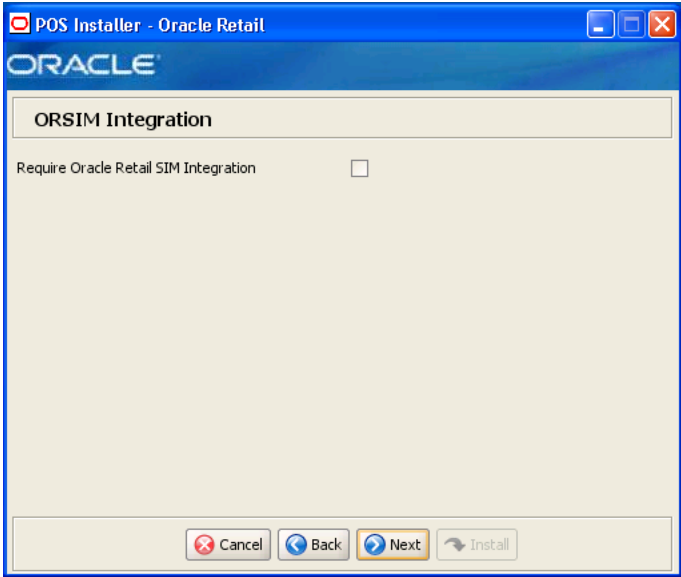 POS Installer - Oracle Retail
ORACLE
ORSIM Integration
Require Oracle Retail SIM Integration
Cancel
Back
Next
Install